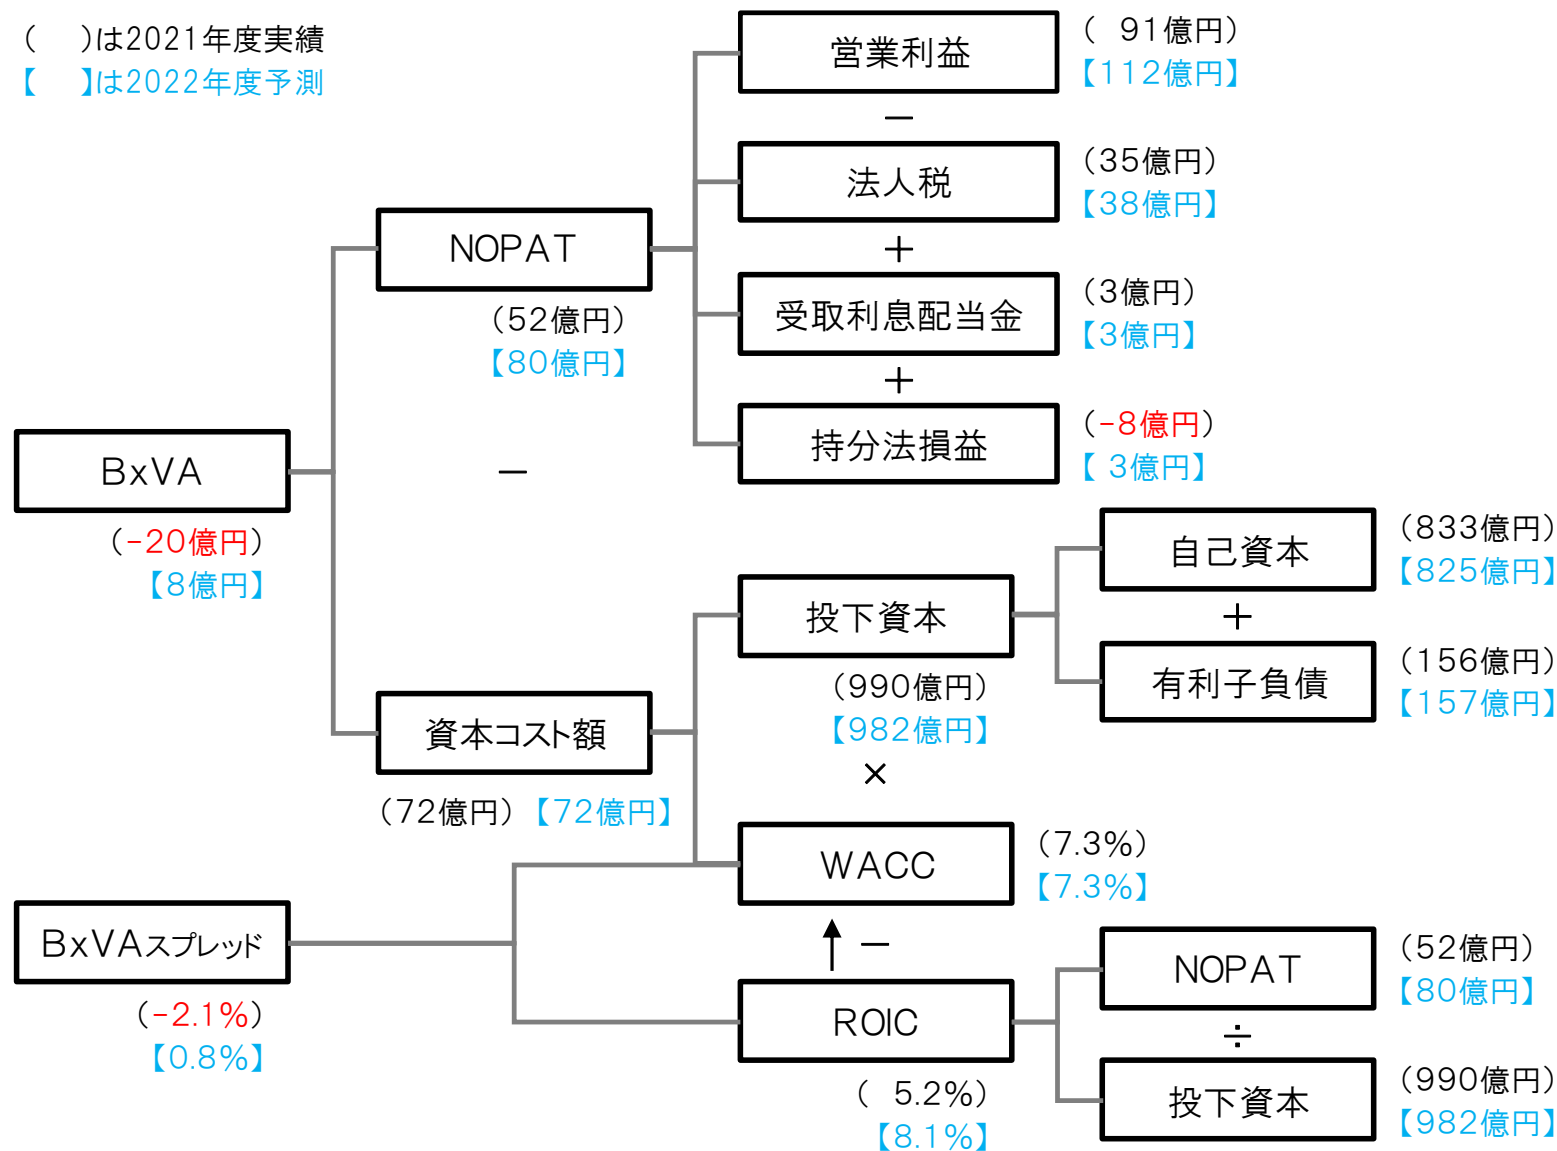 （　）は2021年度実績
【　】は2022年度予測
営業利益
（ 91億円）
【112億円】
－
法人税
（35億円）
【38億円】
＋
NOPAT
（52億円）
【80億円】
受取利息配当金
（3億円）
【3億円】
＋
持分法損益
（-8億円）
【 3億円】
BxVA
（-20億円）
【8億円】
－
自己資本
（833億円）
【825億円】
＋
投下資本
（990億円）
【982億円】
有利子負債
（156億円）
【157億円】
×
資本コスト額
（72億円）【72億円】
WACC
（7.3%）
【7.3%】
－
BxVAスプレッド
（-2.1%）
【0.8%】
ROIC
（ 5.2%）
【8.1%】
NOPAT
（52億円）
【80億円】
÷
投下資本
（990億円）
【982億円】